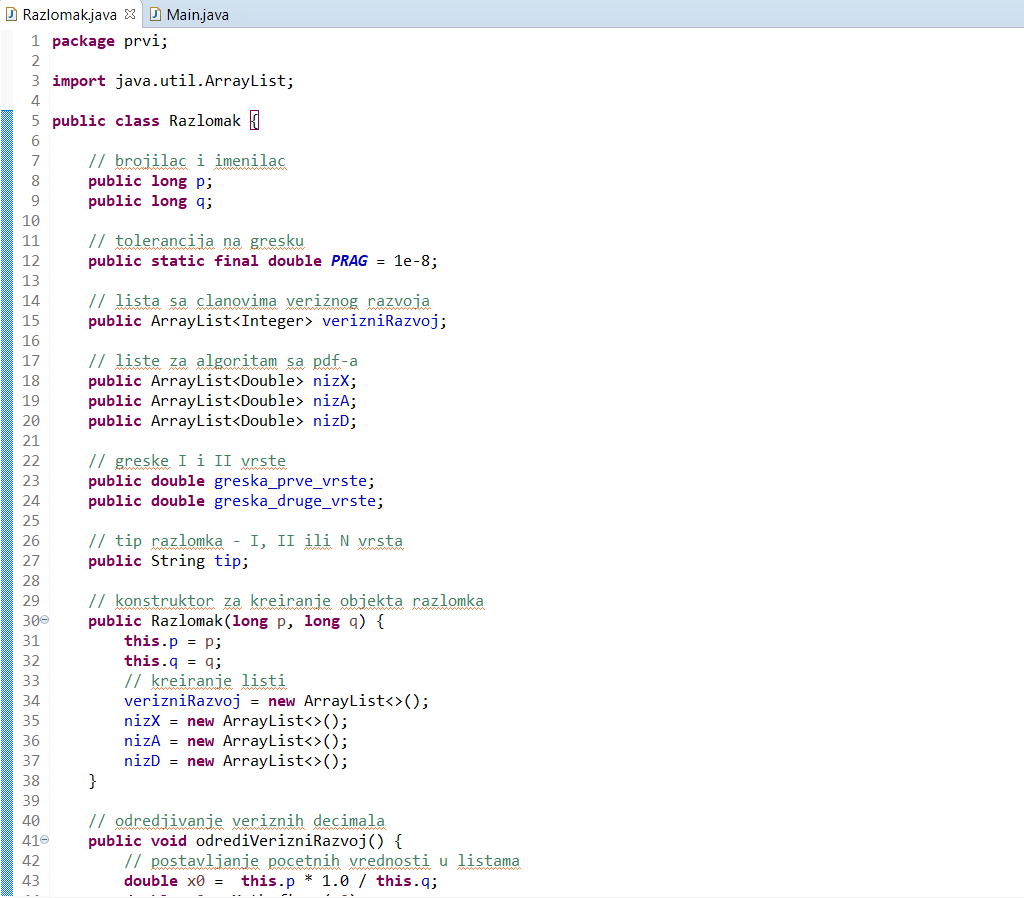 Razlomak.java Main.java
1 package prvi;
2
3 import java.util.ArrayList;
4
5 public class Razlomak {
6
7 // brojilac i imenilac
8 public long p;
9 public long q;
10
11 // tolerancija na gresku
12 public static final double PRAG = 1e-8;
13
14 // lista sa clanovima veriznog razvoja
15 public ArrayList<Integer> verizniRazvoj;
16
17 // liste za algoritam sa pdf-a
18 public ArrayList<Double> nizX;
19 public ArrayList<Double> nizA;
20 public ArrayList<Double> nizD;
21
22 // greske I i II vrste
23 public double greska_prve_vrste;
24 public double greska_druge_vrste;
25
26 // tip razlomka - I, II ili N vrsta
27 public String tip;
28
29 // konstruktor za kreiranje objekta razlomka
30 public Razlomak(long p, long q) {
31 this.p = p;
32 this.q = q;
33 // kreiranje listi
34 verizniRazvoj = new ArrayList<>();
35 nizX = new ArrayList<>();
36 nizA = new ArrayList<>();
37 nizD = new ArrayList<>();
38 }
39
40 // odredjivanje veriznih decimala
41 public void odrediVerizniRazvoj() {
42 // postavljanje pocetnih vrednosti u listama
43 double x0 =  this.p * 1.0 / this.q;